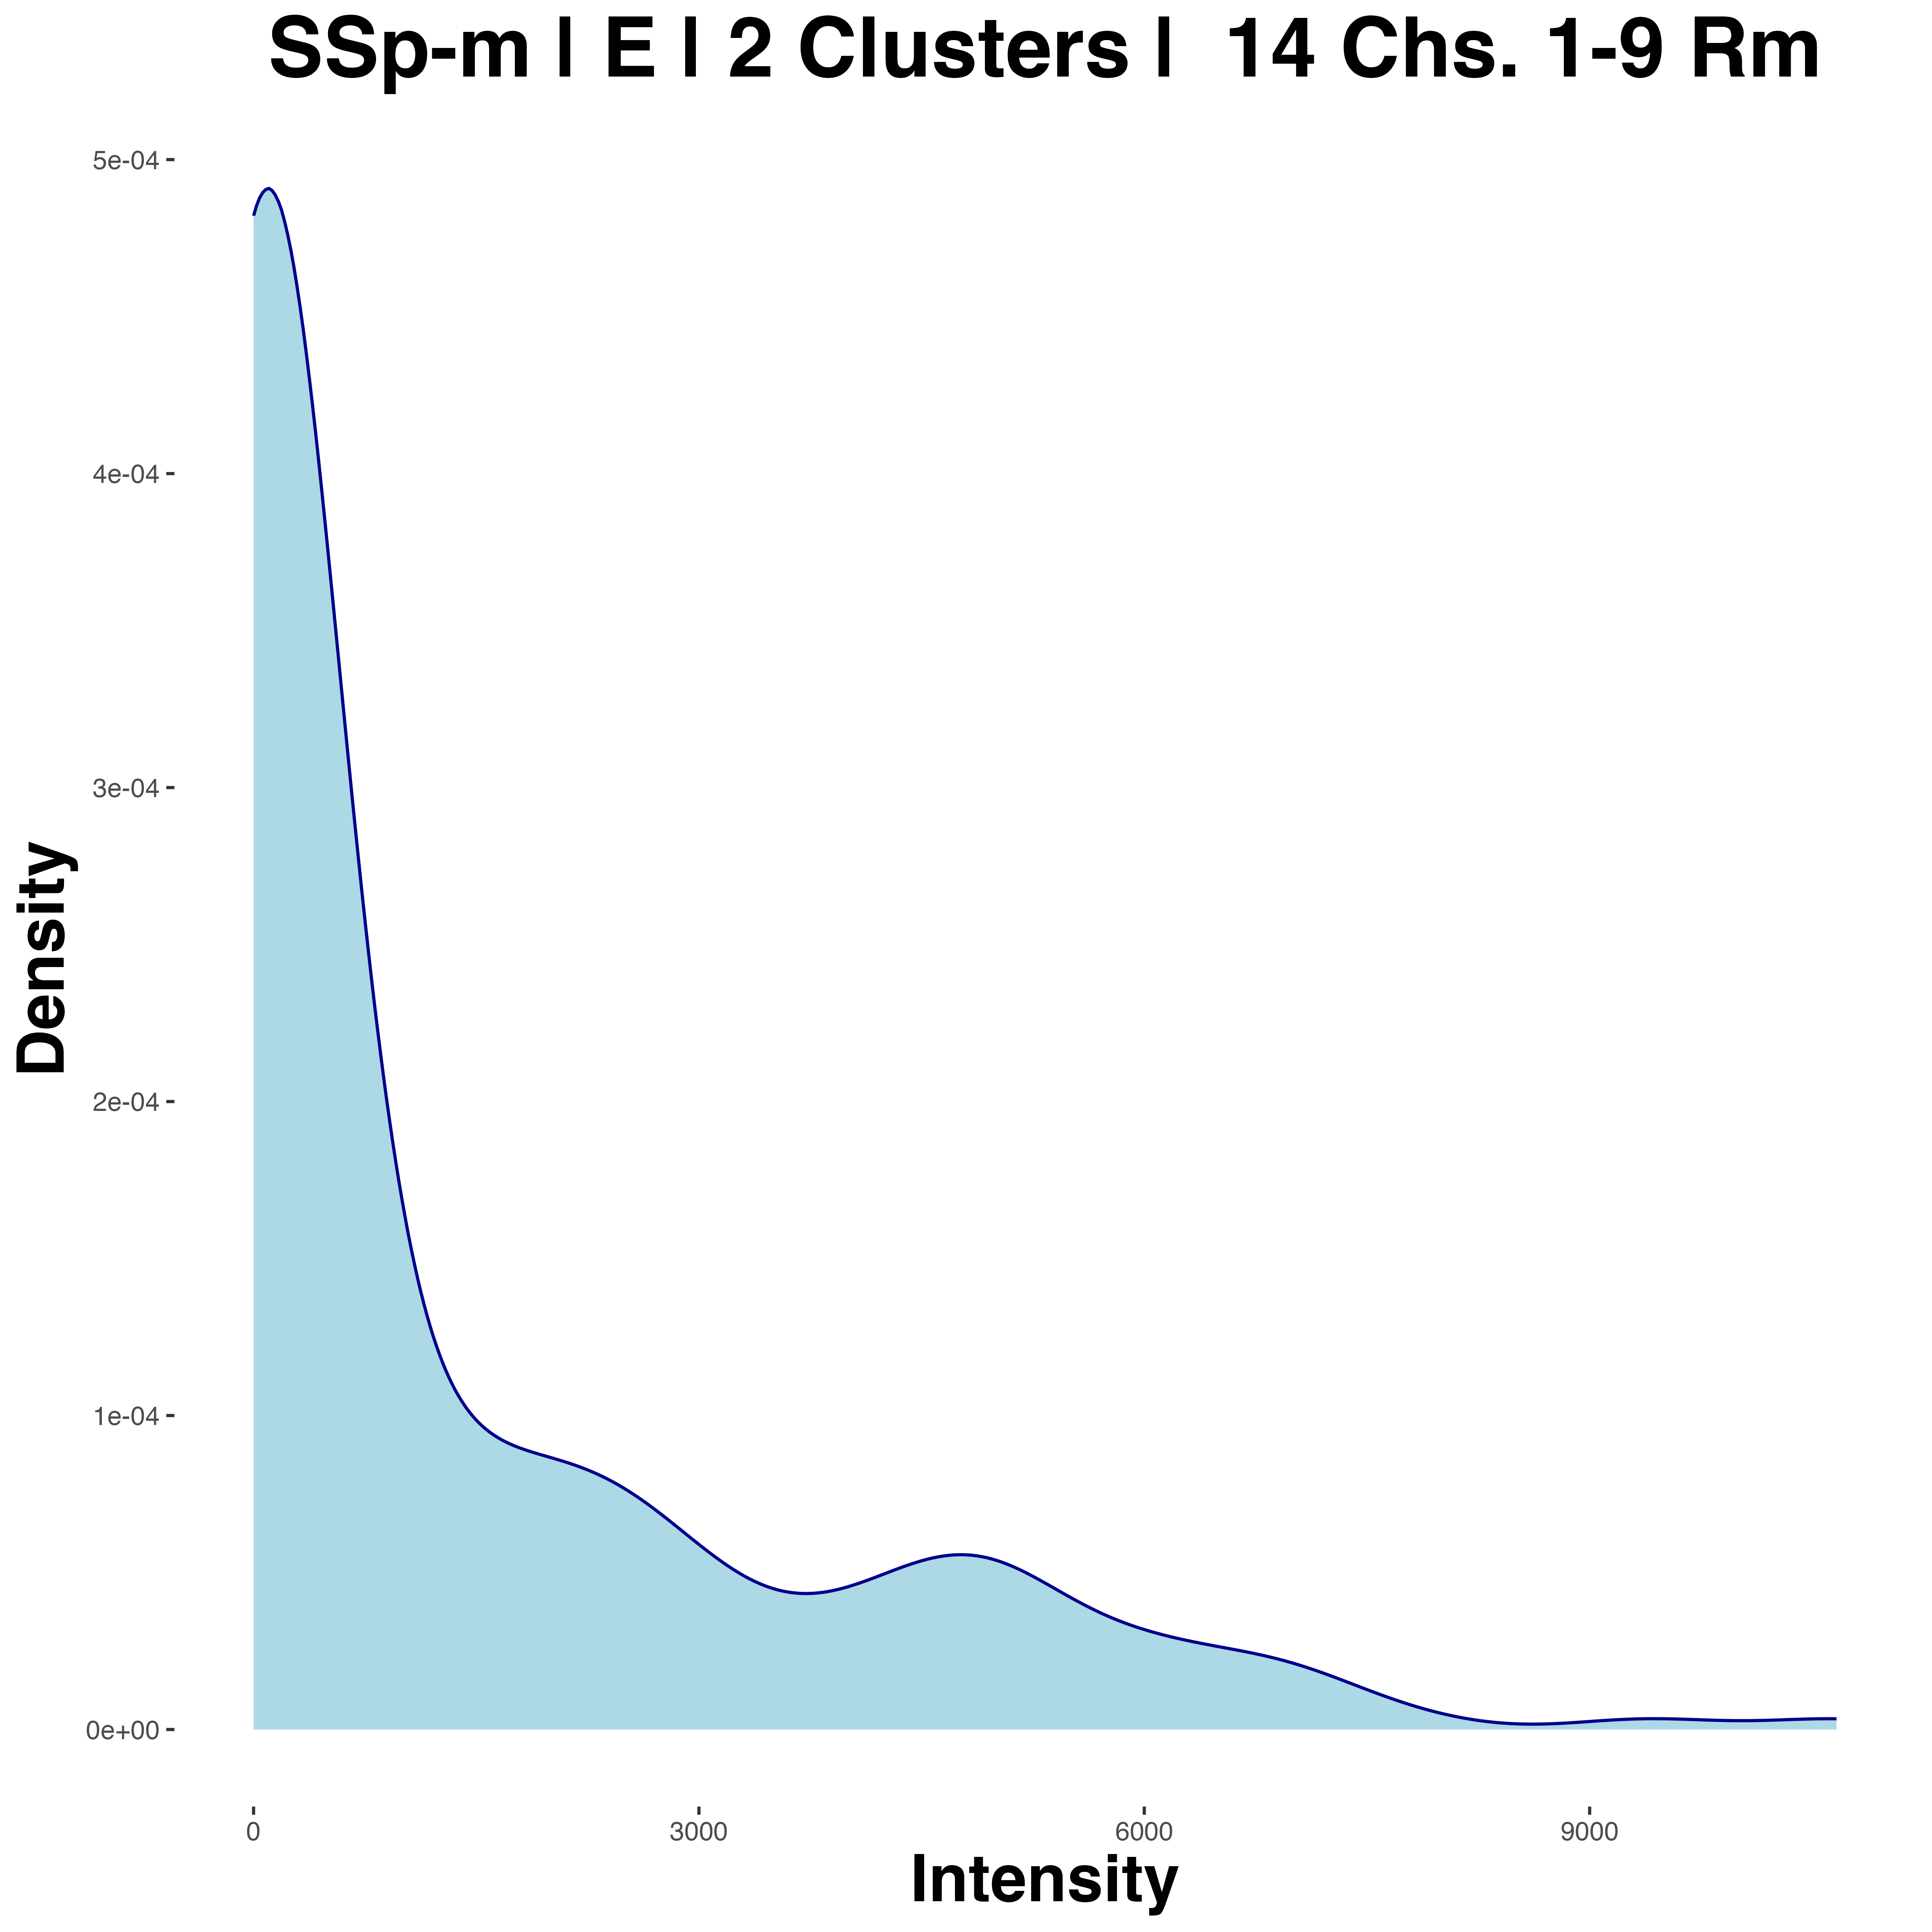 SSp-m | E | 2 Clusters | 14 Chs. 1-9 Rm
5e-04
4e-04
3e-04
2e-04
1e-04
0e+00
Density
0 3000 6000 9000
Intensity